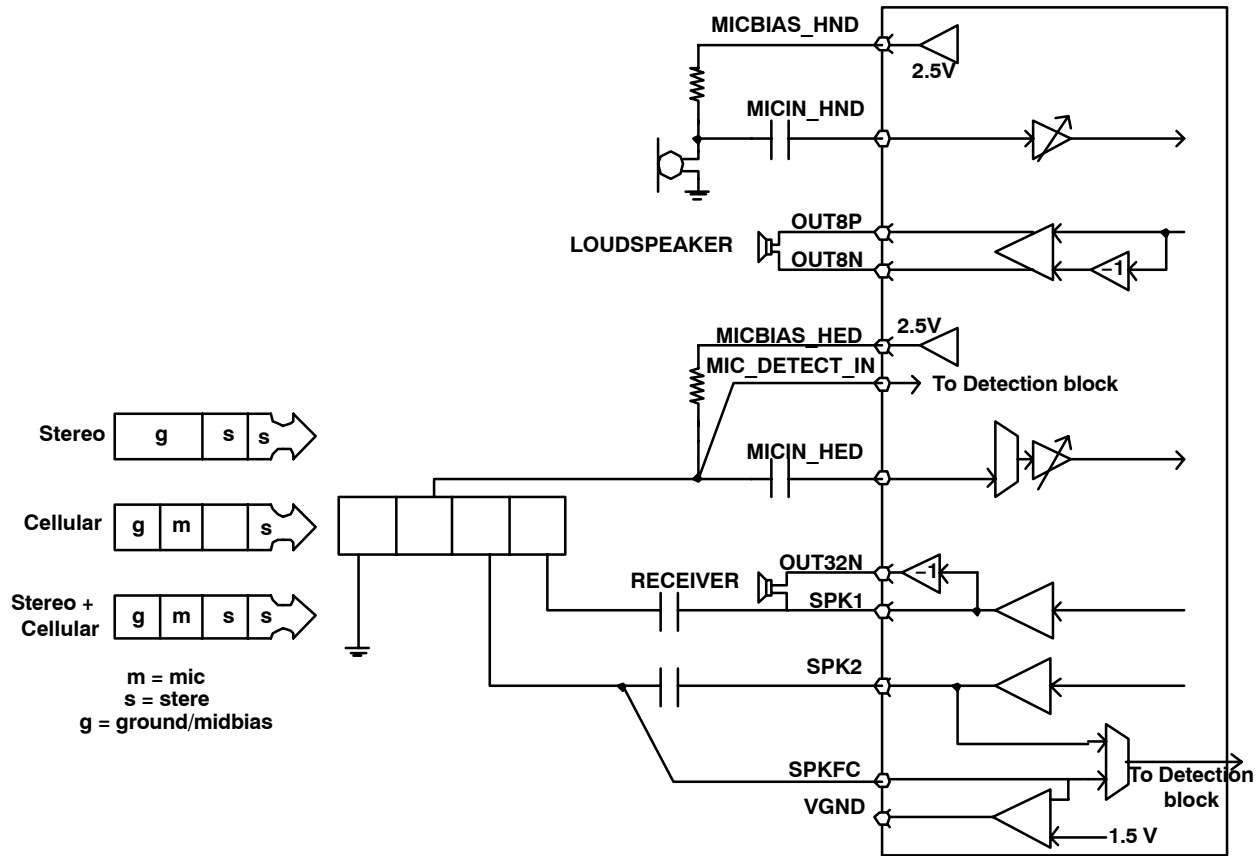 MICBIAS_HND
2.5V
MICIN_HND
OUT8P
LOUDSPEAKER
OUT8N
−1
2.5V
MICBIAS_HED
MIC_DETECT_IN
To Detection block
Stereo
g s s
MICIN_HED
Cellular
g m s
OUT32N
−1
RECEIVER
SPK1
Stereo +
Cellular
g m s s
SPK2
m = mic
s = stere
g = ground/midbias
SPKFC
To Detection
block
VGND
1.5 V